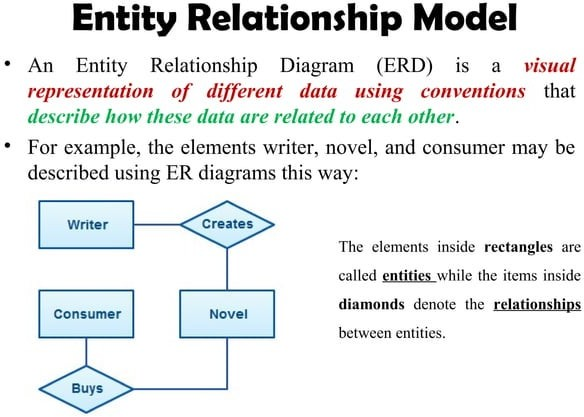 Entity Relationship Model
• An Entity Relationship Diagram (ERD) is a visual
representation of different data using conventions that
describe how these data are related to each other.
• For example, the elements writer, novel, and consumer may be
described using ER diagrams this way:
Writer
Creates
The elements inside rectangles are
called entities while the items inside
diamonds denote the relationships
between entities.
Consumer
Novel
Buys